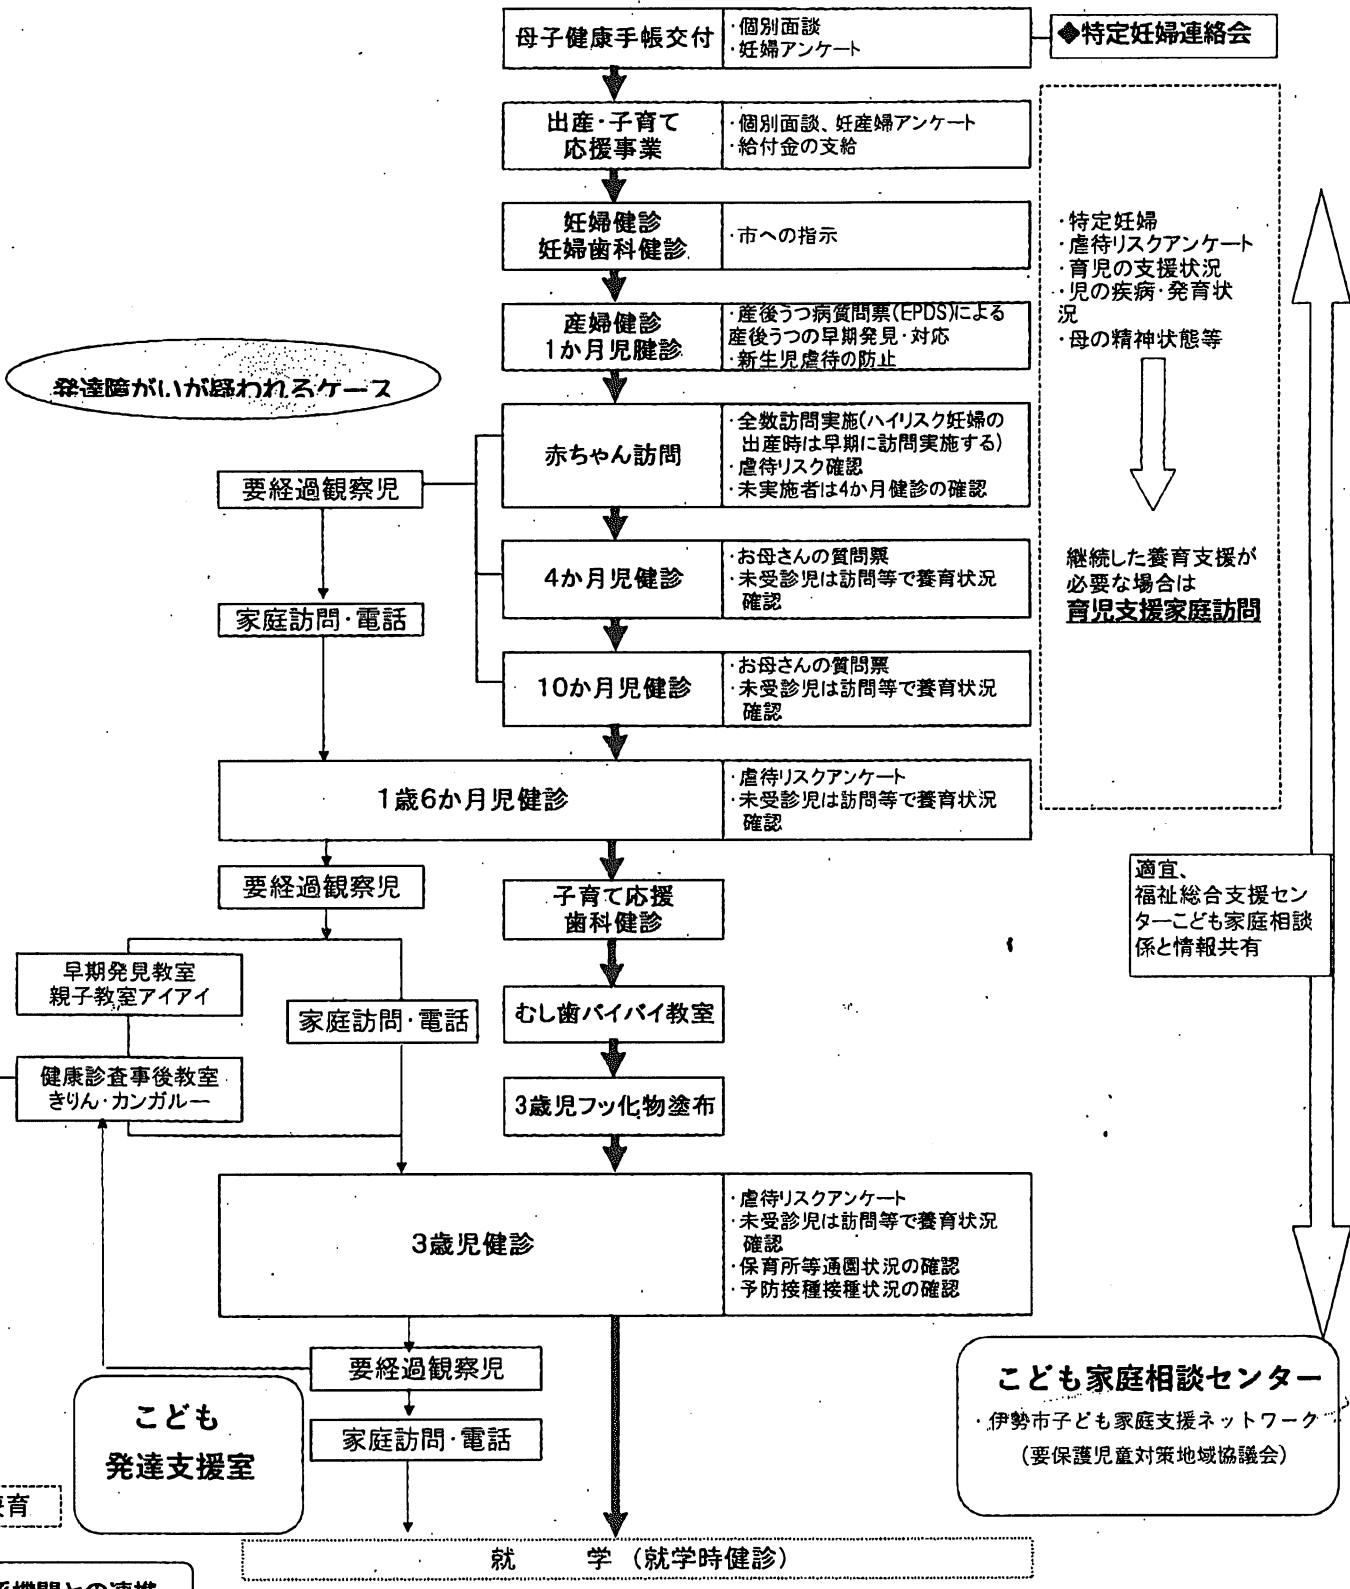 母子健康手帳交付
・個別面談
・妊婦アンケート
◆特定妊婦連絡会
出産・子育て
応援事業
・個別面談、妊産婦アンケート
・給付金の支給
妊婦健診
妊婦歯科健診
・市への指示
産婦健診
1か月児健診
・産後うつ病質問票(EPDS)による
産後うつの早期発見・対応
・新生児虐待の防止
・特定妊婦
・虐待リスクアンケート
・育児の支援状況
・児の疾病・発育状
況
・母の精神状態等
発達障がいが疑われるケース
赤ちゃん訪問
・全数訪問実施(ハイリスク妊婦の
出産時は早期に訪問実施する)
・虐待リスク確認
・未実施者は4か月健診の確認
要経過観察児
4か月児健診
・お母さんの質問票
・未受診児は訪問等で養育状況
確認
継続した養育支援が
必要な場合は
育児支援家庭訪問
家庭訪問・電話
10か月児健診
・お母さんの質問票
・未受診児は訪問等で養育状況
確認
1歳6か月児健診
・虐待リスクアンケート
・未受診児は訪問等で養育状況
確認
要経過観察児
子育て応援
歯科健診
適宜、
福祉総合支援セン
ターこども家庭相談
係と情報共有
早期発見教室
親子教室アイアイ
家庭訪問・電話
むし歯バイバイ教室
健康診査事後教室
きりん・カンガルー
3歳児フッ化物塗布
3歳児健診
・虐待リスクアンケート
・未受診児は訪問等で養育状況
確認
・保育所等通園状況の確認
・予防接種接種状況の確認
要経過観察児
家庭訪問・電話
こども
発達支援室
こども家庭相談センター
・伊勢市子ども家庭支援ネットワーク
(要保護児童対策地域協議会)
育
就 学 (就学時健診)
機関との連携